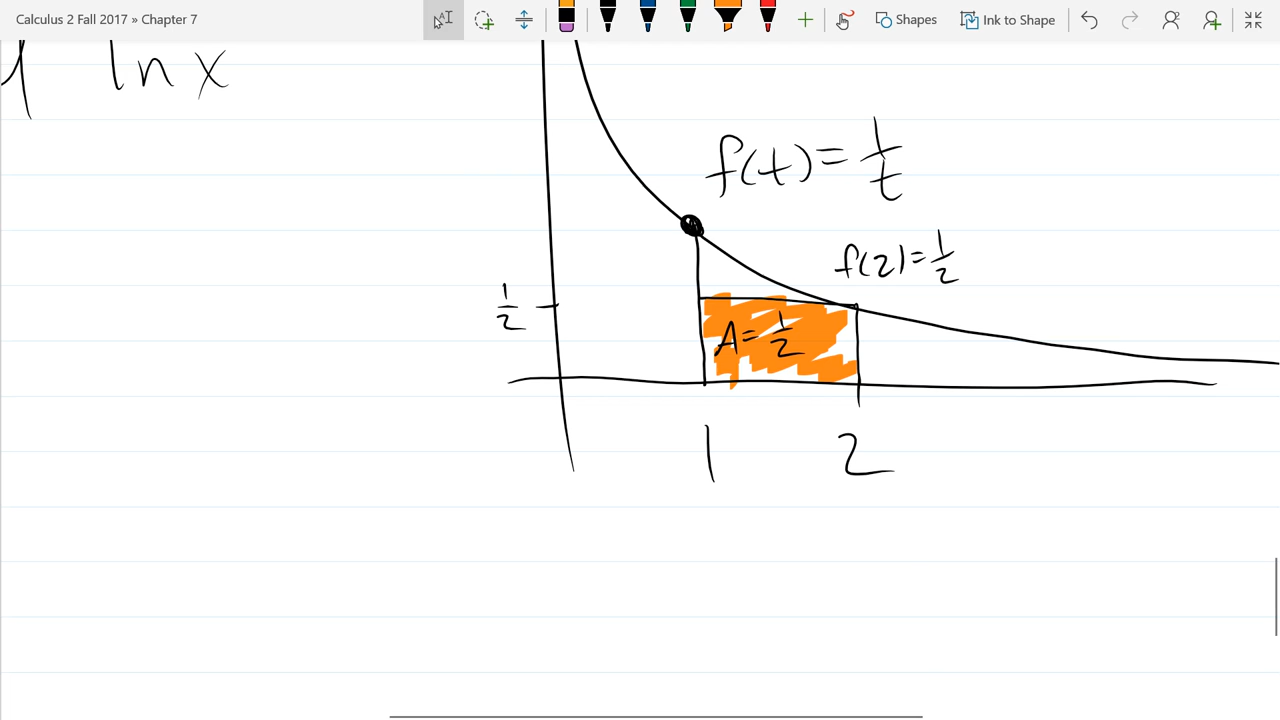 Calculus 2 Fall 2017 » Chapter 7
Shapes
Ink to Shape
ln x
f(t) = 1/t
f(2) = 1/2
1/2
A = 1/2
1 2